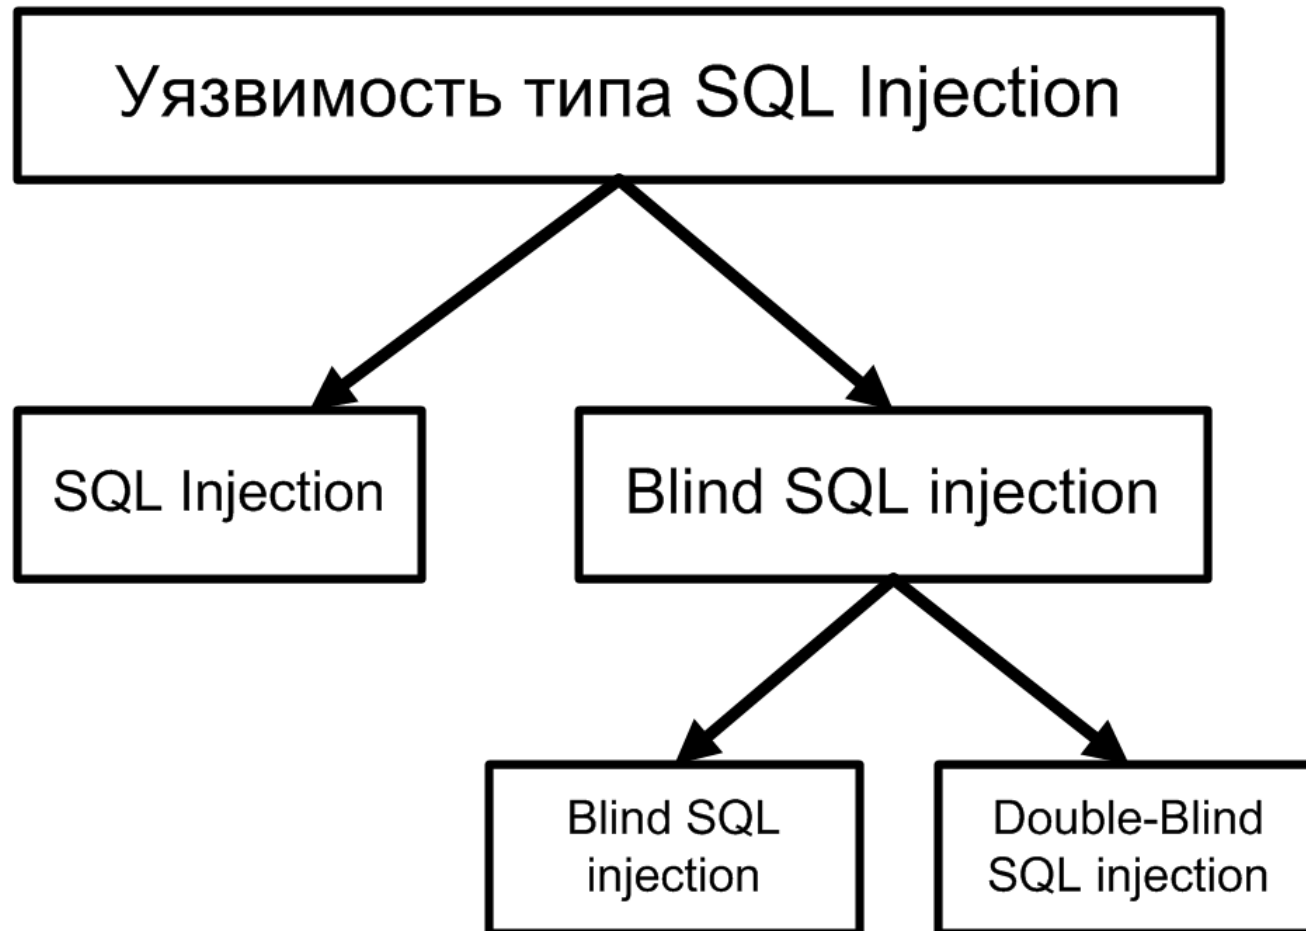 Уязвимость типа SQL Injection
SQL Injection
Blind SQL injection
Blind SQL
injection
Double-Blind
SQL injection